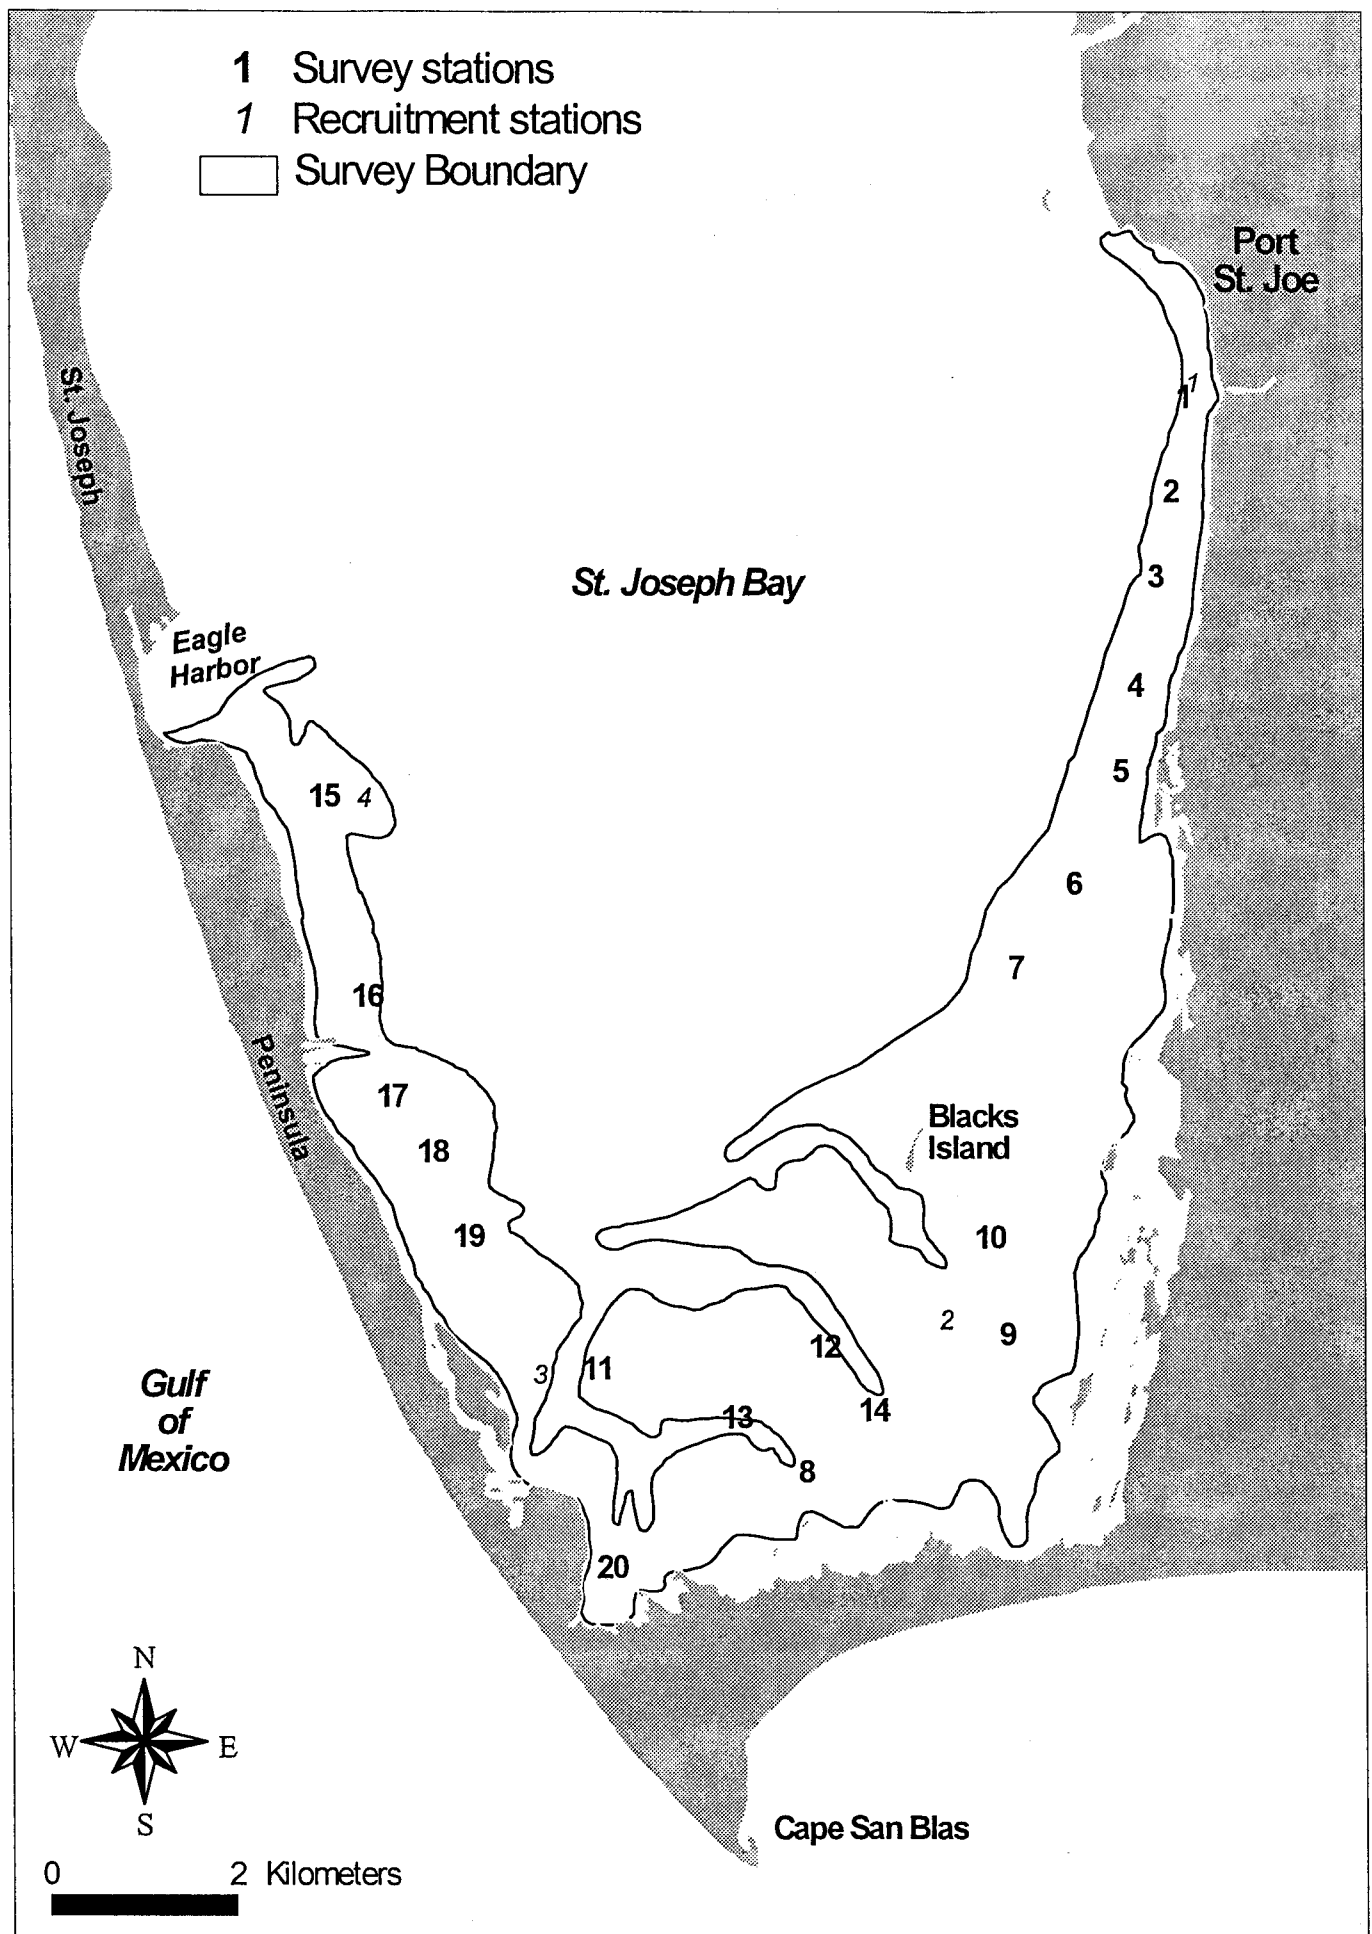 1 Survey stations
1 Recruitment stations
Survey Boundary
Port
St. Joe
1
1
St. Joseph
2
3
St. Joseph Bay
Eagle
Harbor
4
5
15 4
6
7
16
Peninsula
17
Blacks
Island
18
19
10
2
9
12
11
3
Gulf
of
Mexico
14
13
8
20
N
W E
S
Cape San Blas
0 2 Kilometers